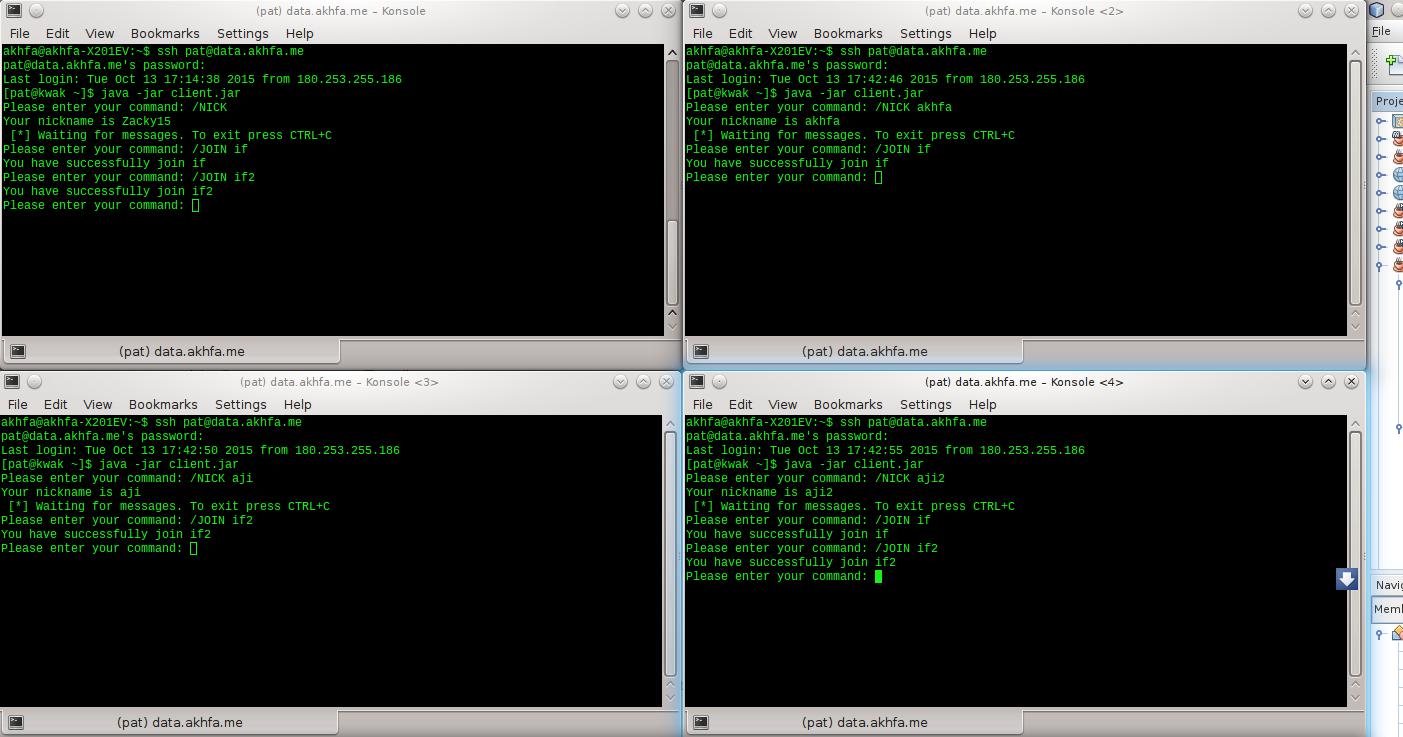 (pat) data.akhfa.me – Konsole
File Edit View Bookmarks Settings Help
akhfa@akhfa-X201EV:~$ ssh pat@data.akhfa.me
pat@data.akhfa.me's password:
Last login: Tue Oct 13 17:14:38 2015 from 180.253.255.186
[pat@kwak ~]$ java -jar client.jar
Please enter your command: /NICK
Your nickname is Zacky15
[*] Waiting for messages. To exit press CTRL+C
Please enter your command: /JOIN if
You have successfully join if
Please enter your command: /JOIN if2
You have successfully join if2
Please enter your command:
(pat) data.akhfa.me
(pat) data.akhfa.me – Konsole <2>
File Edit View Bookmarks Settings Help
akhfa@akhfa-X201EV:~$ ssh pat@data.akhfa.me
pat@data.akhfa.me's password:
Last login: Tue Oct 13 17:42:46 2015 from 180.253.255.186
[pat@kwak ~]$ java -jar client.jar
Please enter your command: /NICK akhfa
Your nickname is akhfa
[*] Waiting for messages. To exit press CTRL+C
Please enter your command: /JOIN if
You have successfully join if
Please enter your command:
(pat) data.akhfa.me
(pat) data.akhfa.me – Konsole <3>
File Edit View Bookmarks Settings Help
akhfa@akhfa-X201EV:~$ ssh pat@data.akhfa.me
pat@data.akhfa.me's password:
Last login: Tue Oct 13 17:42:50 2015 from 180.253.255.186
[pat@kwak ~]$ java -jar client.jar
Please enter your command: /NICK aji
Your nickname is aji
[*] Waiting for messages. To exit press CTRL+C
Please enter your command: /JOIN if2
You have successfully join if2
Please enter your command:
(pat) data.akhfa.me
(pat) data.akhfa.me – Konsole <4>
File Edit View Bookmarks Settings Help
akhfa@akhfa-X201EV:~$ ssh pat@data.akhfa.me
pat@data.akhfa.me's password:
Last login: Tue Oct 13 17:42:55 2015 from 180.253.255.186
[pat@kwak ~]$ java -jar client.jar
Please enter your command: /NICK aji2
Your nickname is aji2
[*] Waiting for messages. To exit press CTRL+C
Please enter your command: /JOIN if
You have successfully join if
Please enter your command: /JOIN if2
You have successfully join if2
Please enter your command:
(pat) data.akhfa.me
File
Proje
Navig
Memb